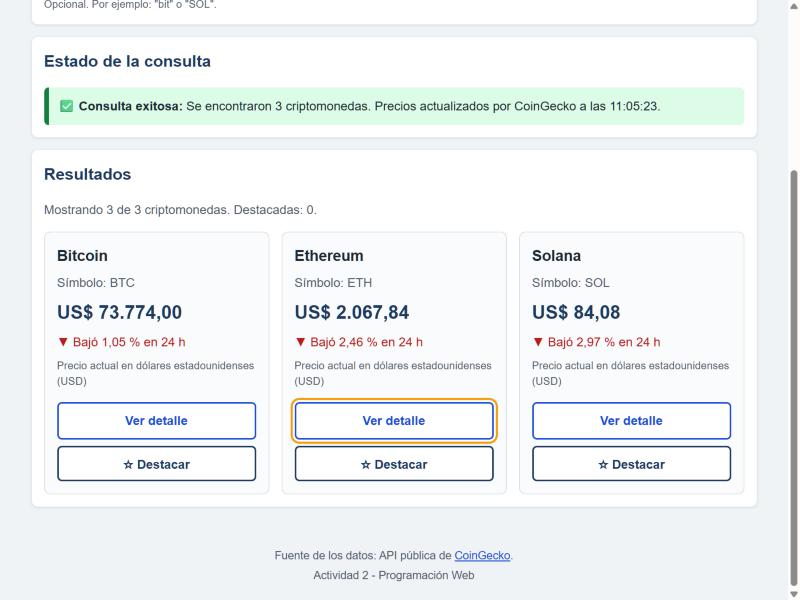 Opcional. Por ejemplo: "bit" o "SOL".
Estado de la consulta
✅ Consulta exitosa: Se encontraron 3 criptomonedas. Precios actualizados por CoinGecko a las 11:05:23.
Resultados
Mostrando 3 de 3 criptomonedas. Destacadas: 0.
Bitcoin
Símbolo: BTC
US$ 73.774,00
▼ Bajó 1,05 % en 24 h
Precio actual en dólares estadounidenses
(USD)
Ver detalle
☆ Destacar
Ethereum
Símbolo: ETH
US$ 2.067,84
▼ Bajó 2,46 % en 24 h
Precio actual en dólares estadounidenses
(USD)
Ver detalle
☆ Destacar
Solana
Símbolo: SOL
US$ 84,08
▼ Bajó 2,97 % en 24 h
Precio actual en dólares estadounidenses
(USD)
Ver detalle
☆ Destacar
Fuente de los datos: API pública de CoinGecko.
Actividad 2 - Programación Web